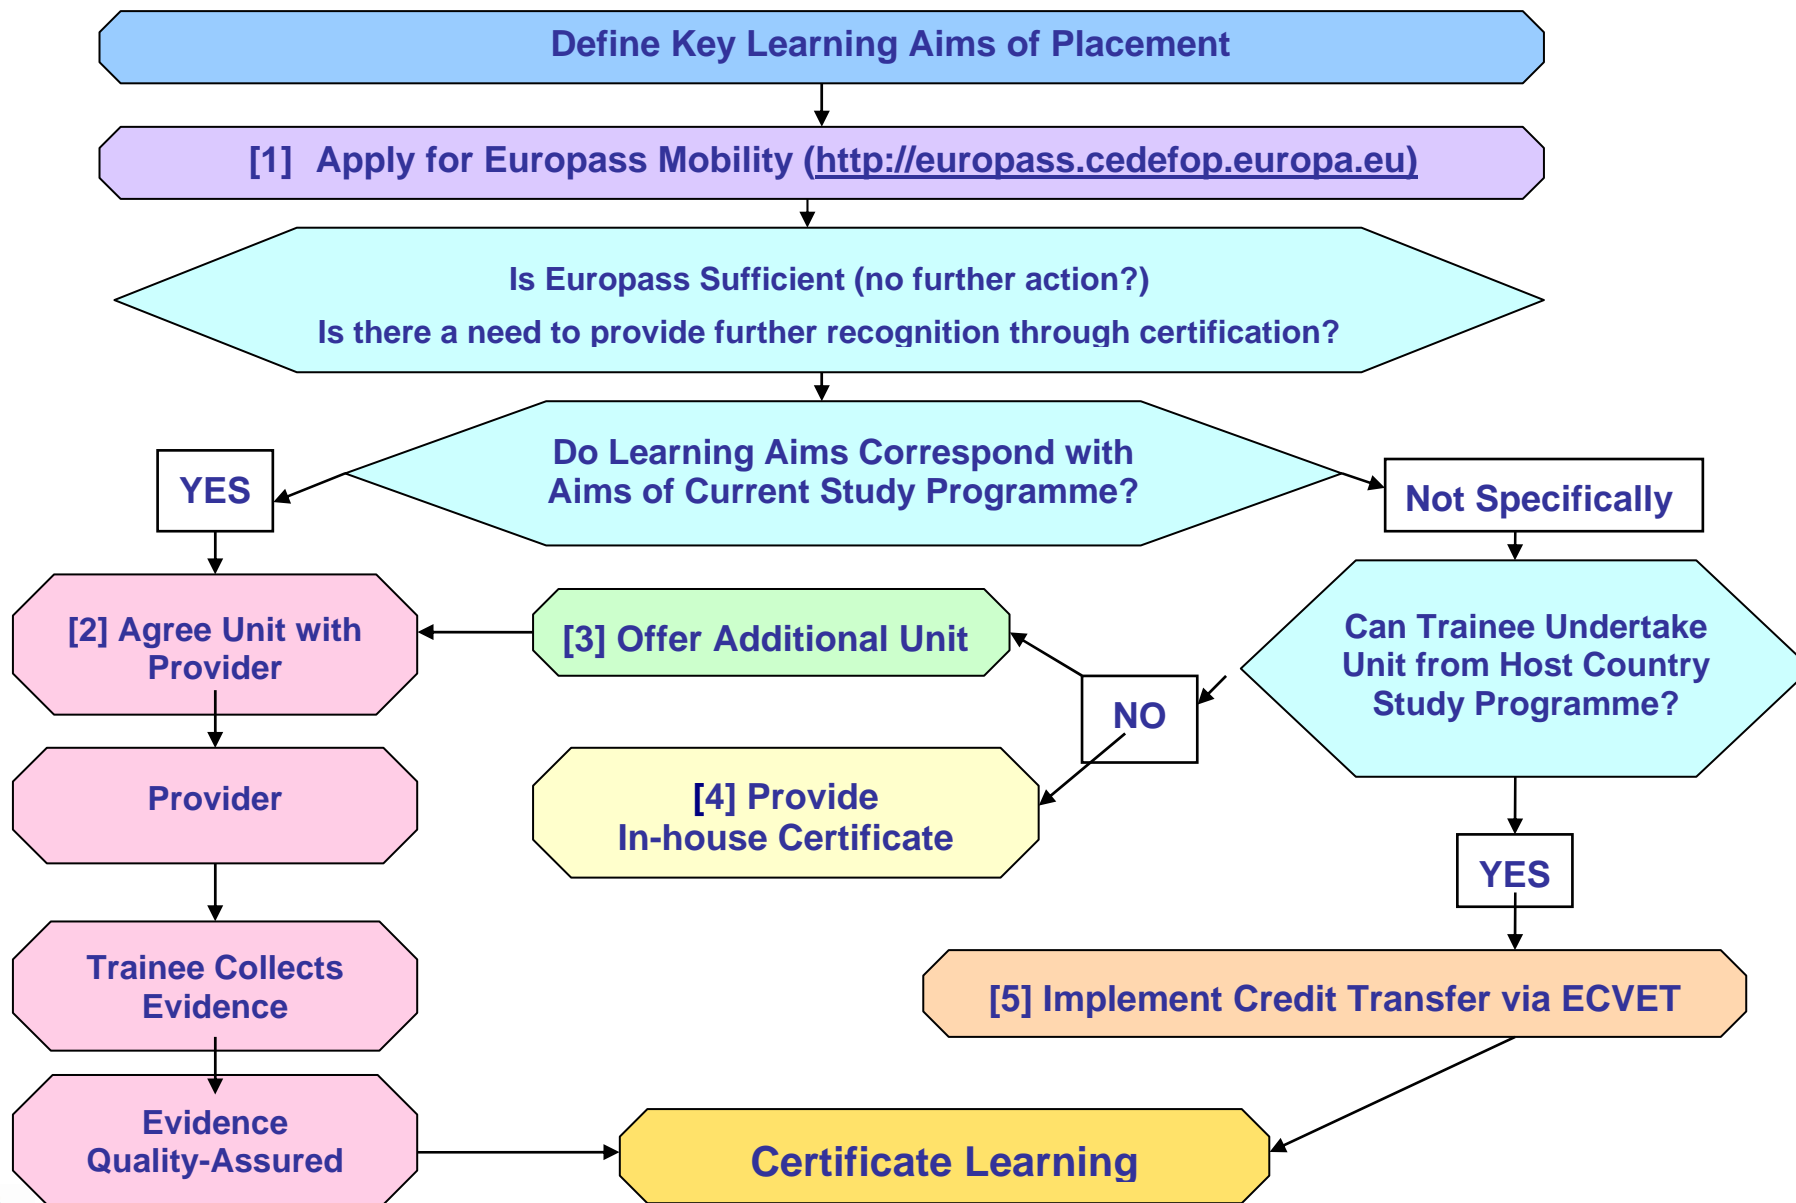 Define Key Learning Aims of Placement
[1] Apply for Europass Mobility (http://europass.cedefop.europa.eu)
Is Europass Sufficient (no further action?)
Is there a need to provide further recognition through certification?
Do Learning Aims Correspond with
Aims of Current Study Programme?
YES
Not Specifically
[2] Agree Unit with
Provider
[3] Offer Additional Unit
Can Trainee Undertake
Unit from Host Country
Study Programme?
NO
Provider
[4] Provide
In-house Certificate
YES
Trainee Collects
Evidence
[5] Implement Credit Transfer via ECVET
Evidence
Quality-Assured
Certificate Learning